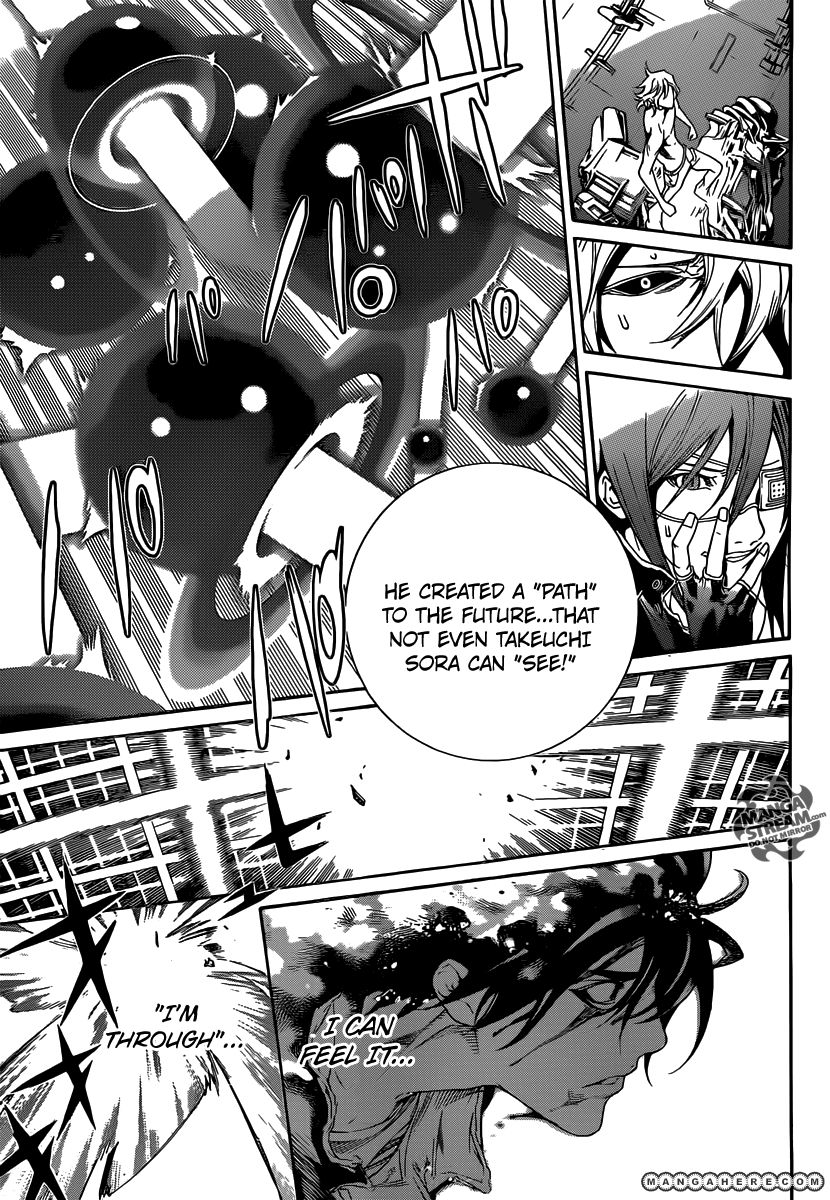 HE CREATED A "PATH"
TO THE FUTURE...THAT
NOT EVEN TAKEUCHI
SORA CAN "SEE!"
MANGA
STREAM.com
DO NOT MIRROR
I CAN
FEEL IT...
"I'M
THROUGH"...
MANGAHERE.COM